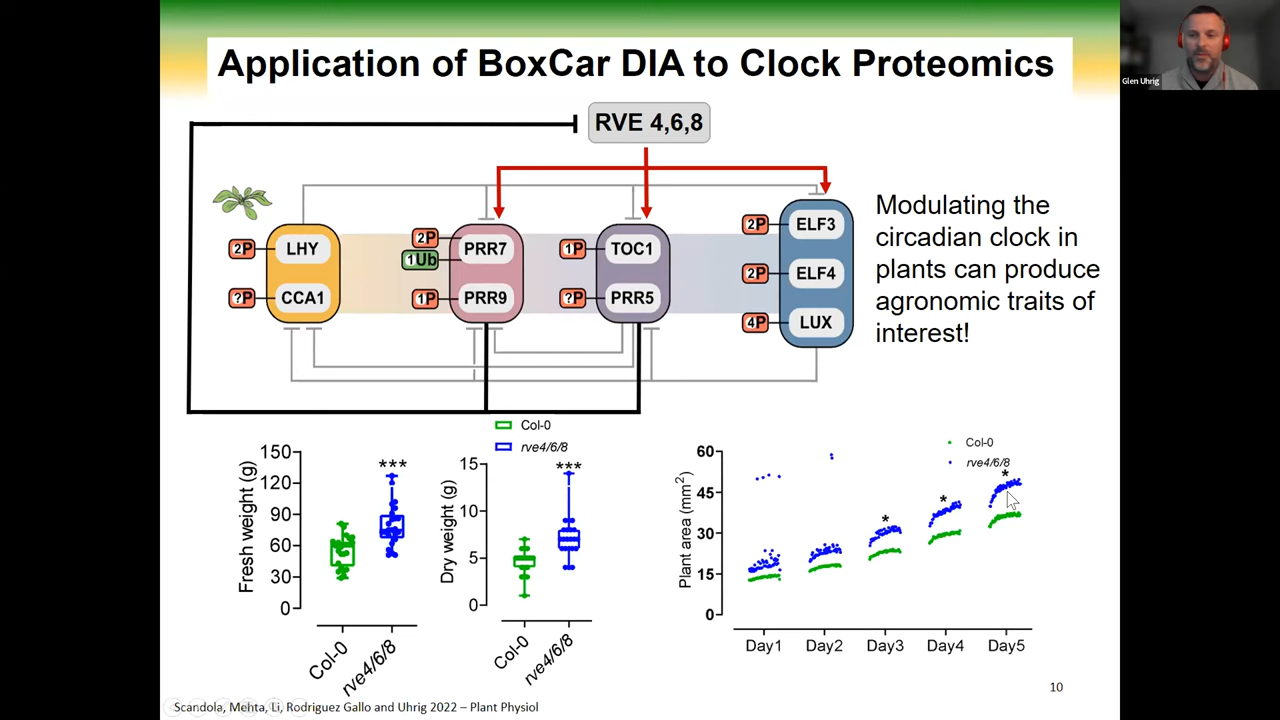 Application of BoxCar DIA to Clock Proteomics
Glen Uhrig
RVE 4,6,8
2P
LHY
?P
CCA1
2P
1Ub
PRR7
1P
PRR9
1P
TOC1
?P
PRR5
2P
ELF3
2P
ELF4
4P
LUX
Modulating the
circadian clock in
plants can produce
agronomic traits of
interest!
Col-0
rve4/6/8
Fresh weight (g)
150
120
90
60
30
0
***
Col-0
rve4/6/8
Dry weight (g)
15
10
5
0
***
Col-0
rve4/6/8
Plant area (mm²)
60
45
30
15
0
Col-0
rve4/6/8
*
*
*
Day1
Day2
Day3
Day4
Day5
10
Scandola, Mehta, Li, Rodriguez Gallo and Uhrig 2022 – Plant Physiol